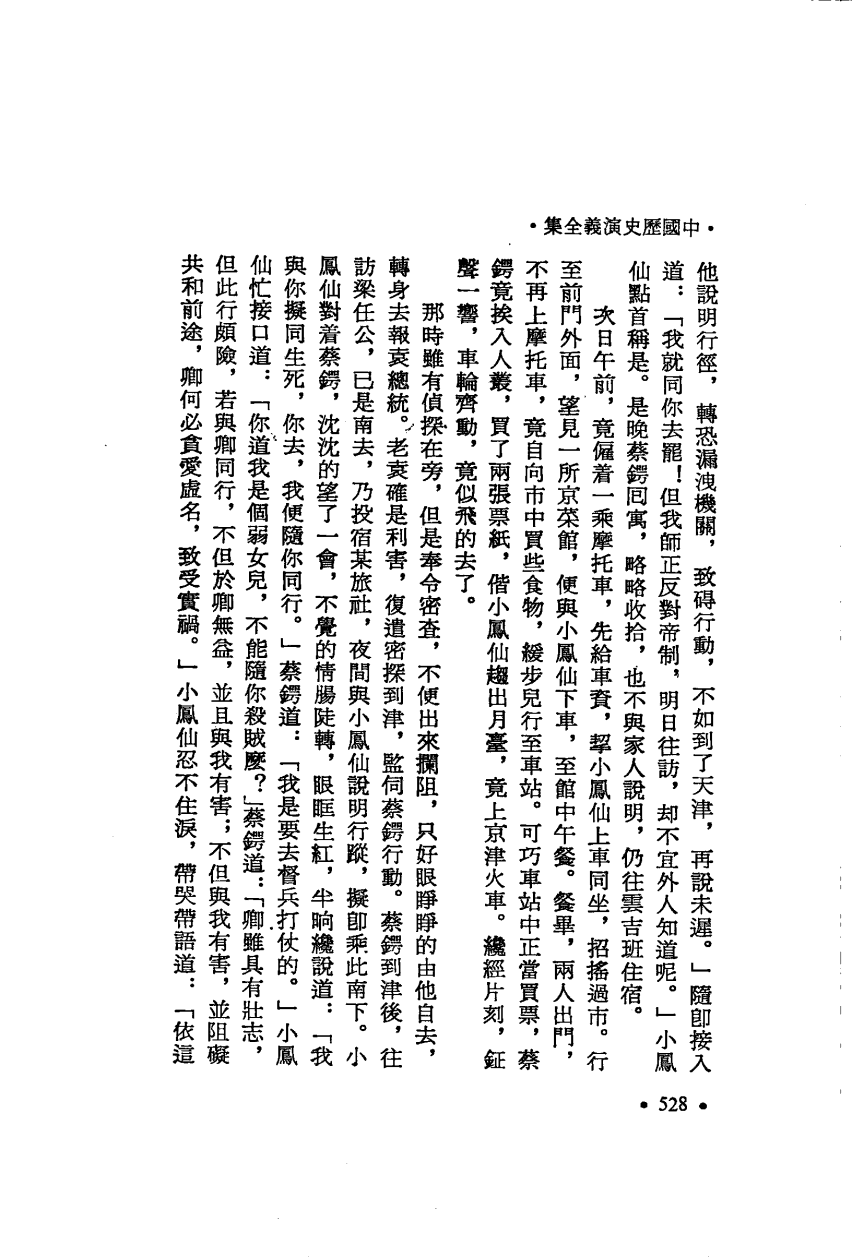 •中國歷史演義全集•
他說明行徑，轉恐漏洩機關，致碍行動，不如到了天津，再說未遲。」隨卽接入
道：「我就同你去罷！但我師正反對帝制，明日往訪，却不宜外人知道呢。」小鳳
仙點首稱是。是晚蔡鍔囘寓，略略收拾，也不與家人說明，仍往雲吉班住宿。
次日午前，竟僱着一乘摩托車，先給車資，挈小鳳仙上車同坐，招搖過市。行
至前門外面，望見一所京菜館，便與小鳳仙下車，至館中午餐。餐畢，兩人出門，
不再上摩托車，竟自向市中買些食物，緩步兒行至車站。可巧車站中正當買票，蔡
鍔竟挨入人叢，買了兩張票紙，偕小鳳仙趨出月臺，竟上京津火車。纔經片刻，鉦
聲一響，車輪齊動，竟似飛的去了。
那時雖有偵探在旁，但是奉令密查，不便出來攔阻，只好眼睜睜的由他自去，
轉身去報袁總統。老袁確是利害，復遣密探到津，監伺蔡鍔行動。蔡鍔到津後，往
訪梁任公，已是南去，乃投宿某旅社，夜間與小鳳仙說明行蹤，擬卽乘此南下。小
鳳仙對着蔡鍔，沈沈的望了一會，不覺的情腸陡轉，眼眶生紅，半晌纔說道：「我
與你擬同生死，你去，我便隨你同行。」蔡鍔道：「我是要去督兵打仗的。」小鳳
仙忙接口道：「你道我是個弱女兒，不能隨你殺賊麼？」蔡鍔道：「卿雖具有壯志，
但此行頗險，若與卿同行，不但於卿無益，並且與我有害；不但與我有害，並阻礙
共和前途，卿何必貪愛虛名，致受實禍。」小鳳仙忍不住淚，帶哭帶語道：「依這
•528•